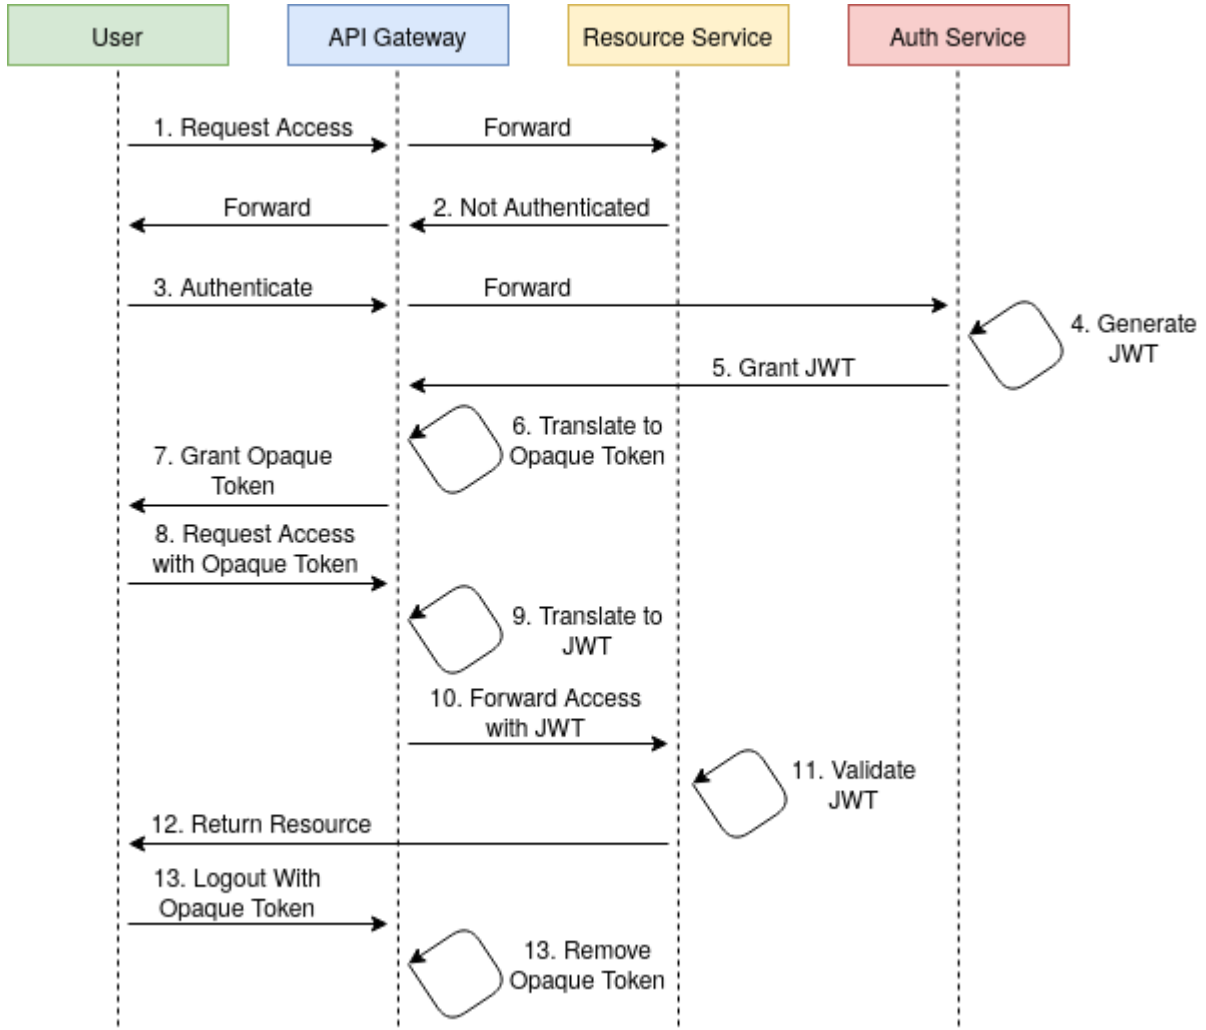 User
API Gateway
Resource Service
Auth Service
1. Request Access
Forward
Forward
2. Not Authenticated
3. Authenticate
Forward
4. Generate
JWT
5. Grant JWT
6. Translate to
Opaque Token
7. Grant Opaque
Token
8. Request Access
with Opaque Token
9. Translate to
JWT
10. Forward Access
with JWT
11. Validate
JWT
12. Return Resource
13. Logout With
Opaque Token
13. Remove
Opaque Token